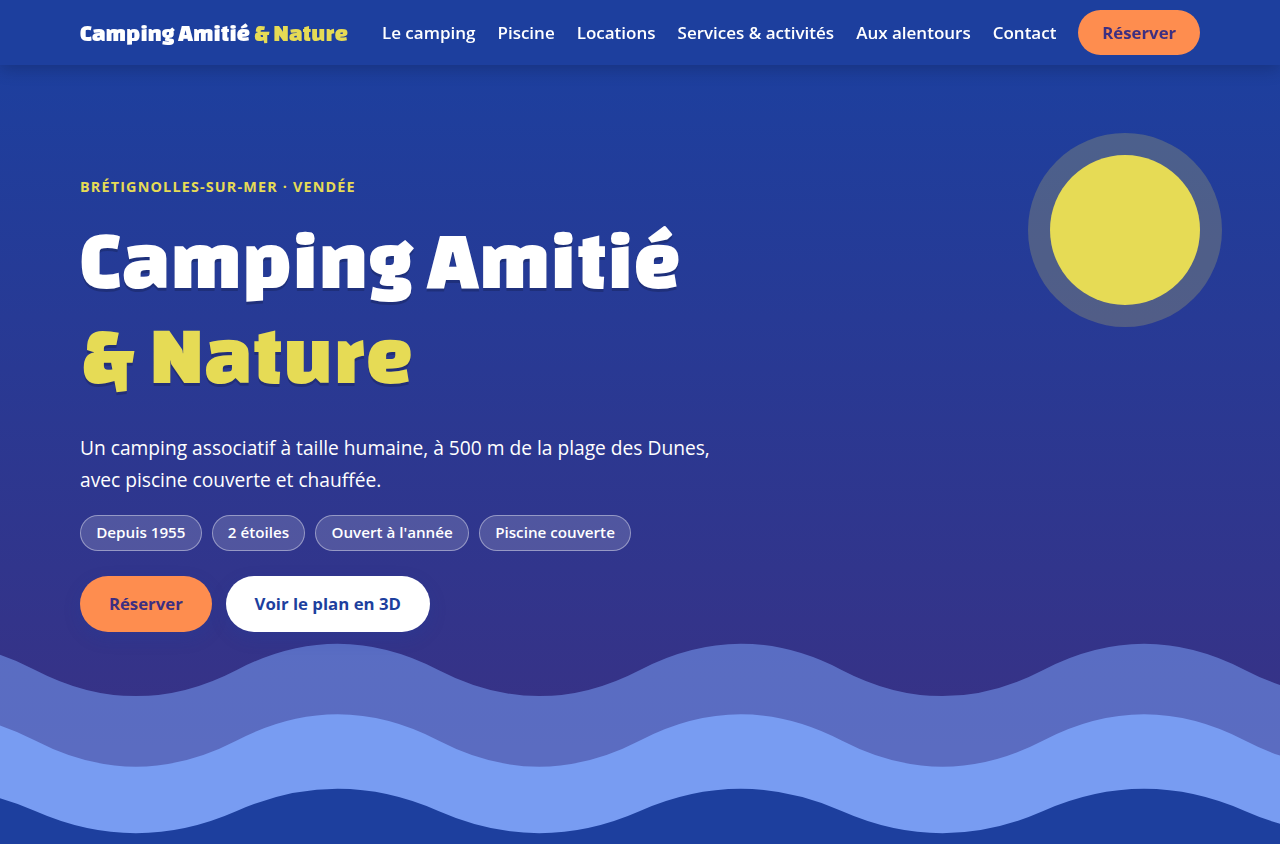 Camping Amitié & Nature Le camping Piscine Locations Services & activités Aux alentours Contact Réserver
BRÉTIGNOLLES-SUR-MER · VENDÉE
Camping Amitié
& Nature
Un camping associatif à taille humaine, à 500 m de la plage des Dunes,
avec piscine couverte et chauffée.
Depuis 1955 2 étoiles Ouvert à l'année Piscine couverte
Réserver Voir le plan en 3D